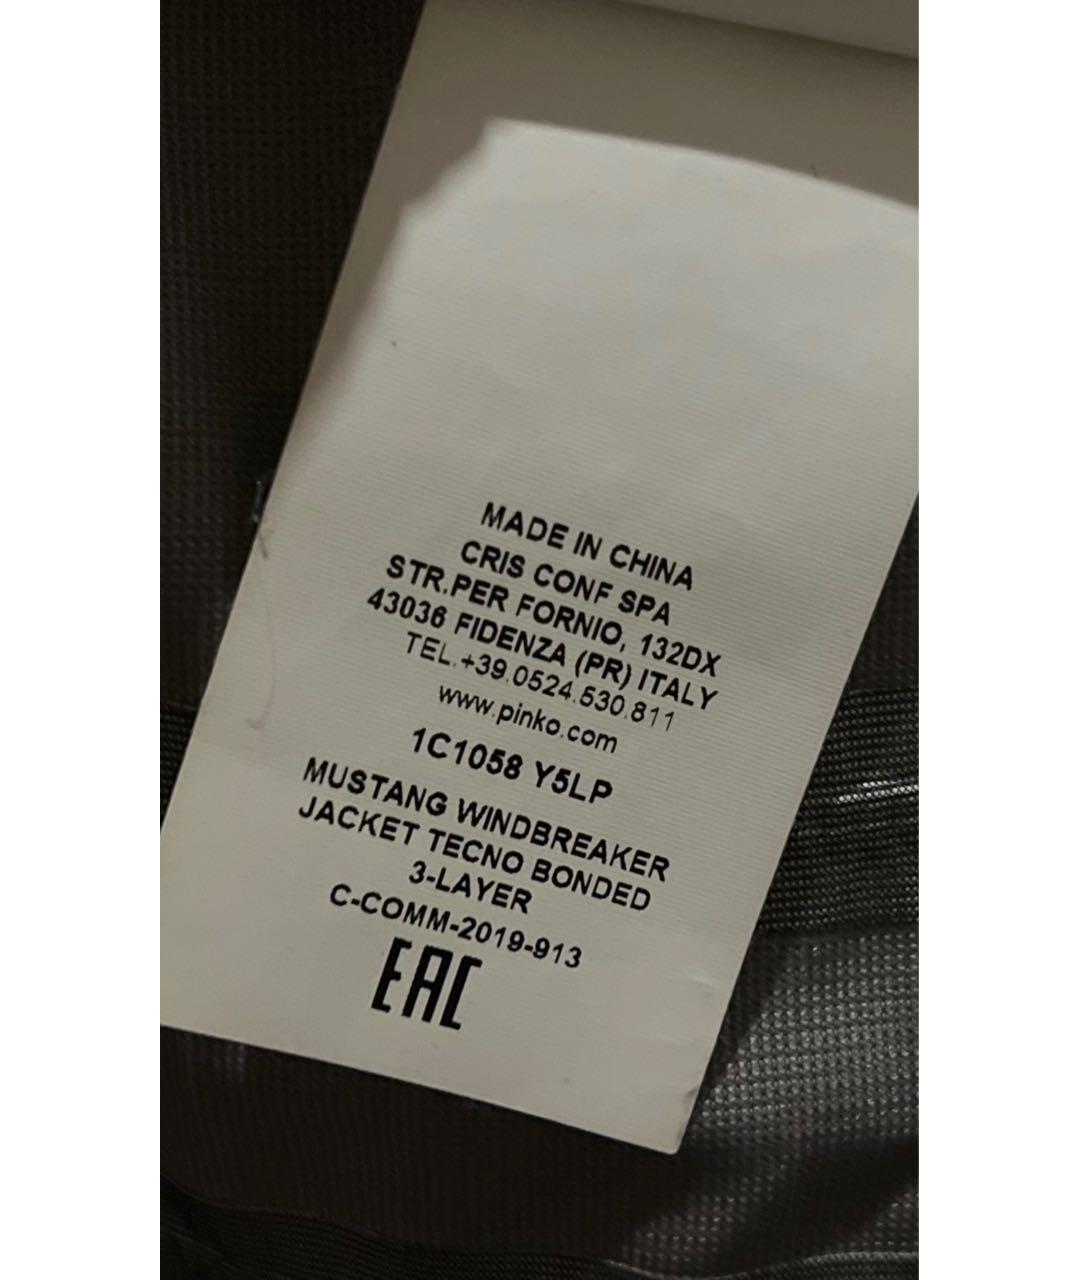 MADE IN CHINA
CRIS CONF SPA
STR.PER FORNIO, 132DX
43036 FIDENZA (PR) ITALY
TEL.+39.0524.530.811
www.pinko.com
1C1058 Y5LP
MUSTANG WINDBREAKER
JACKET TECNO BONDED
3-LAYER
C-COMM-2019-913
EAC